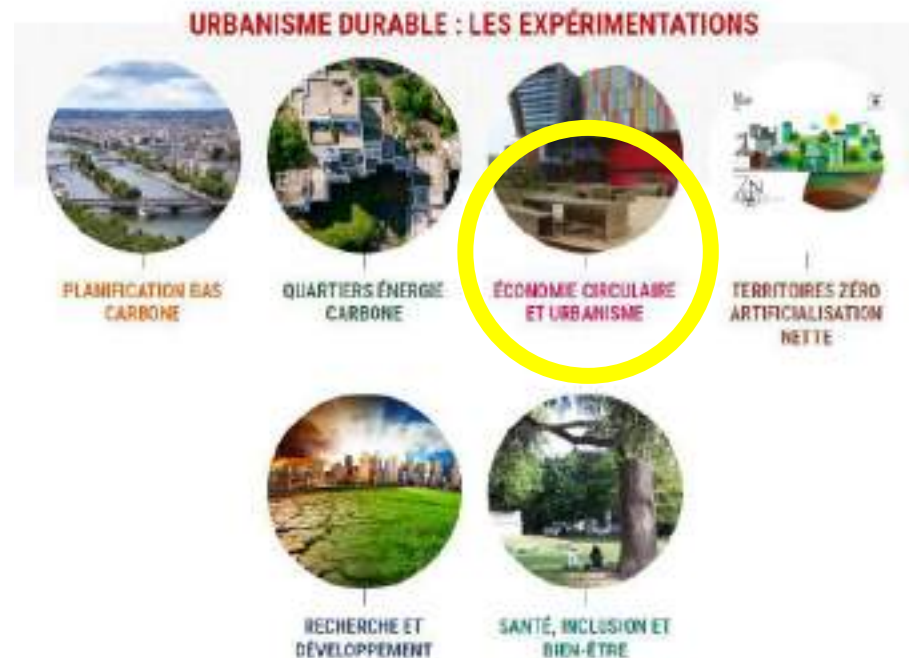 URBANISME DURABLE : LES EXPÉRIMENTATIONS
PLANIFICATION BAS
CARBONE
QUARTIERS ÉNERGIE
CARBONE
ÉCONOMIE CIRCULAIRE
ET URBANISME
TERRITOIRES ZÉRO
ARTIFICIALISATION
NETTE
RECHERCHE ET
DÉVELOPPEMENT
SANTÉ, INCLUSION ET
BIEN-ÊTRE